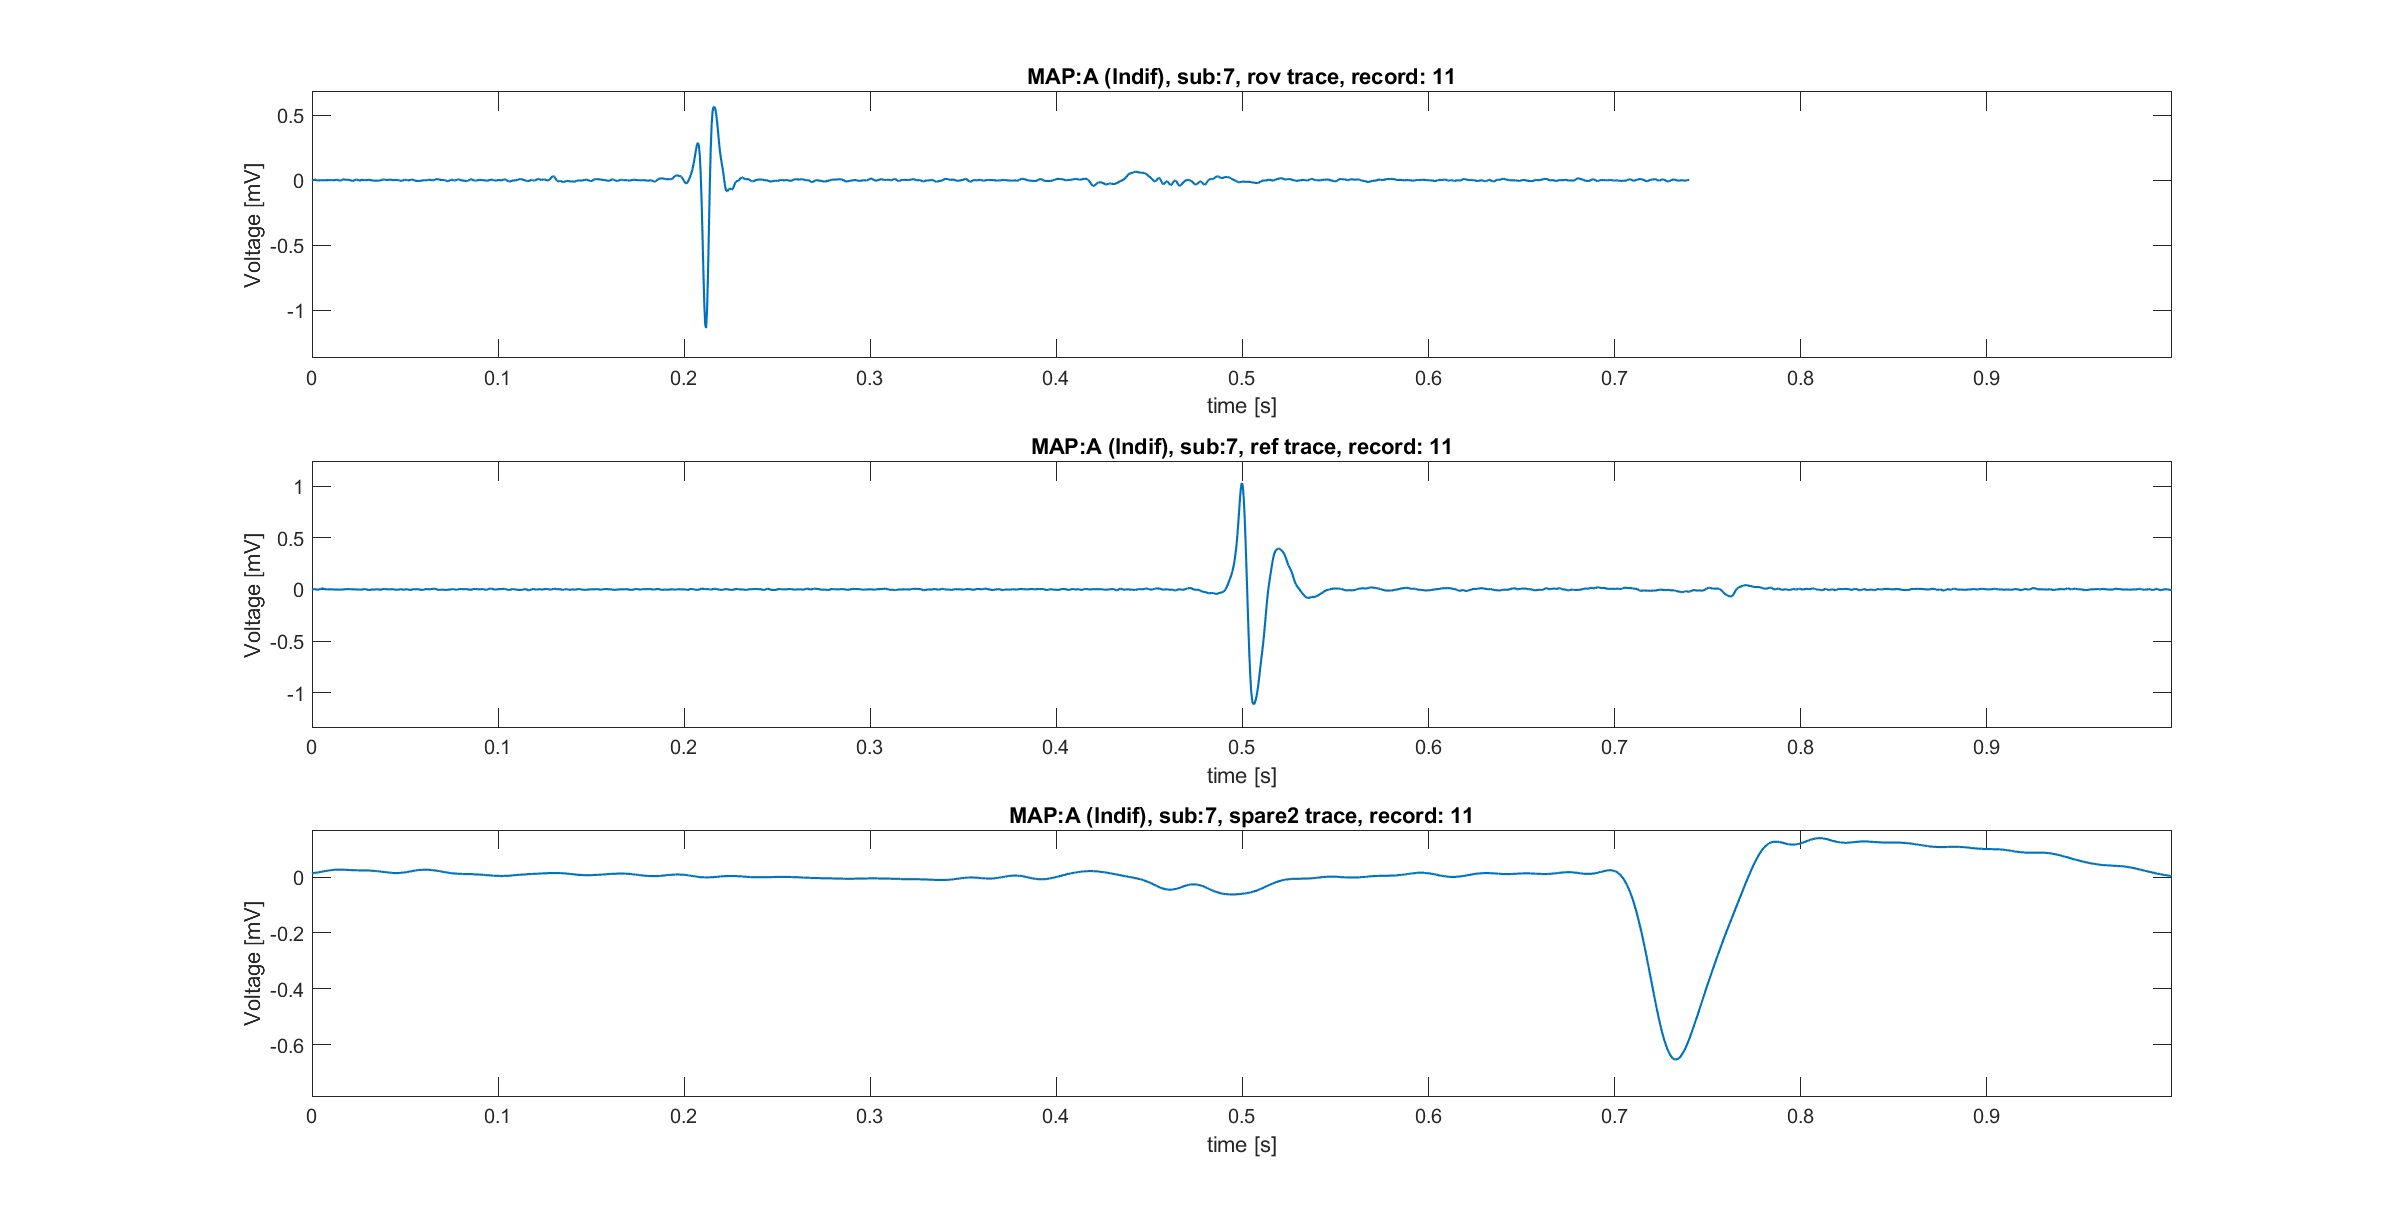 MAP:A (Indif), sub:7, rov trace, record: 11
Voltage [mV]
0.5
0
-0.5
-1
0 0.1 0.2 0.3 0.4 0.5 0.6 0.7 0.8 0.9
time [s]
MAP:A (Indif), sub:7, ref trace, record: 11
Voltage [mV]
1
0.5
0
-0.5
-1
0 0.1 0.2 0.3 0.4 0.5 0.6 0.7 0.8 0.9
time [s]
MAP:A (Indif), sub:7, spare2 trace, record: 11
Voltage [mV]
0
-0.2
-0.4
-0.6
0 0.1 0.2 0.3 0.4 0.5 0.6 0.7 0.8 0.9
time [s]